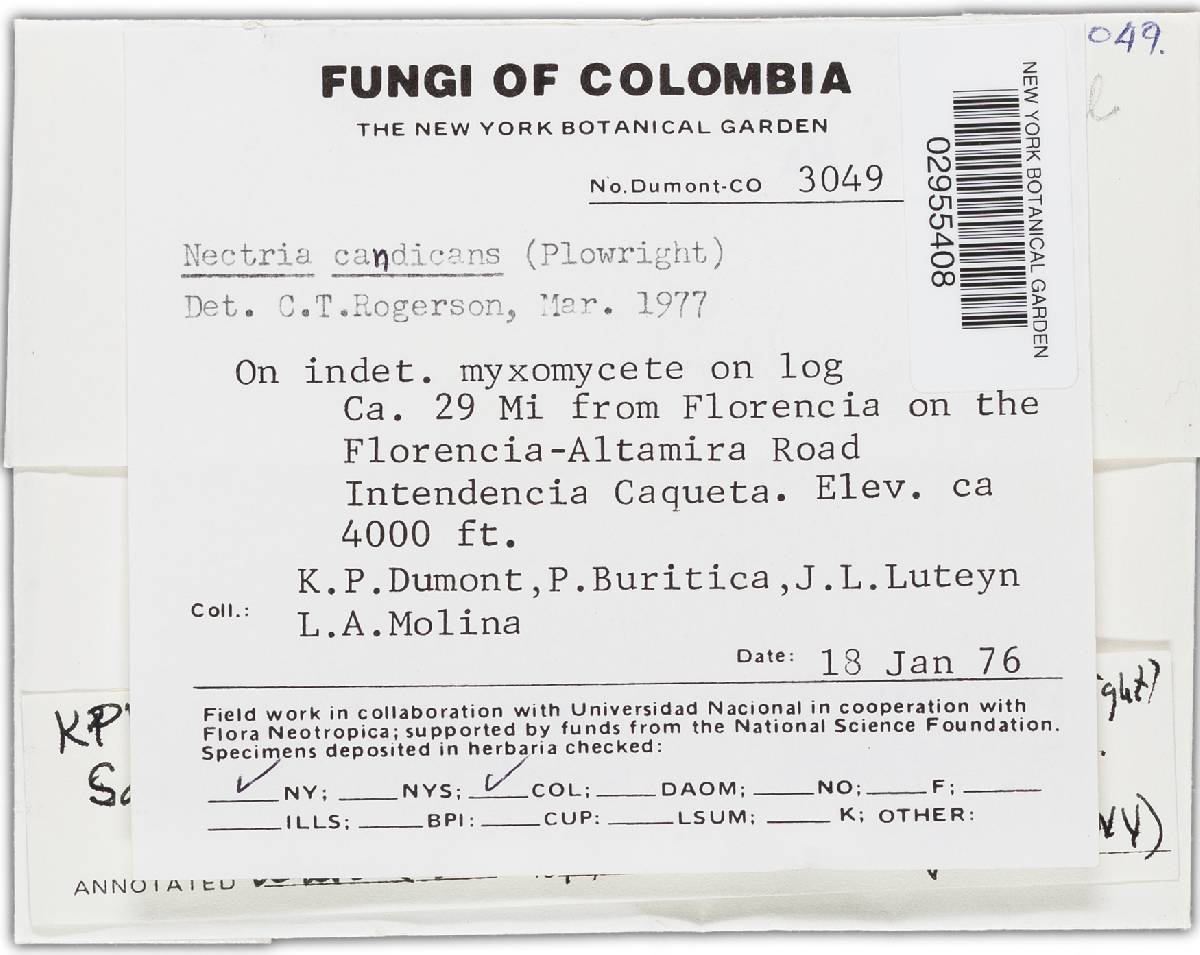 049.
FUNGI OF COLOMBIA
THE NEW YORK BOTANICAL GARDEN
No. Dumont-CO 3049
NEW YORK BOTANICAL GARDEN
02955408
Nectria candicans (Plowright)
Det. C.T.Rogerson, Mar. 1977
On indet. myxomycete on log
Ca. 29 Mi from Florencia on the
Florencia-Altamira Road
Intendencia Caqueta. Elev. ca
4000 ft.
K.P.Dumont,P.Buritica,J.L.Luteyn
Coll.: L.A.Molina
Date: 18 Jan 76
Field work in collaboration with Universidad Nacional in cooperation with
Flora Neotropica; supported by funds from the National Science Foundation.
Specimens deposited in herbaria checked:
✓NY; NYS; ✓COL; DAOM; NO; F;
ILLS; BPI: CUP: LSUM; K; OTHER:
KP
ght)
NY)
ANNOTATED